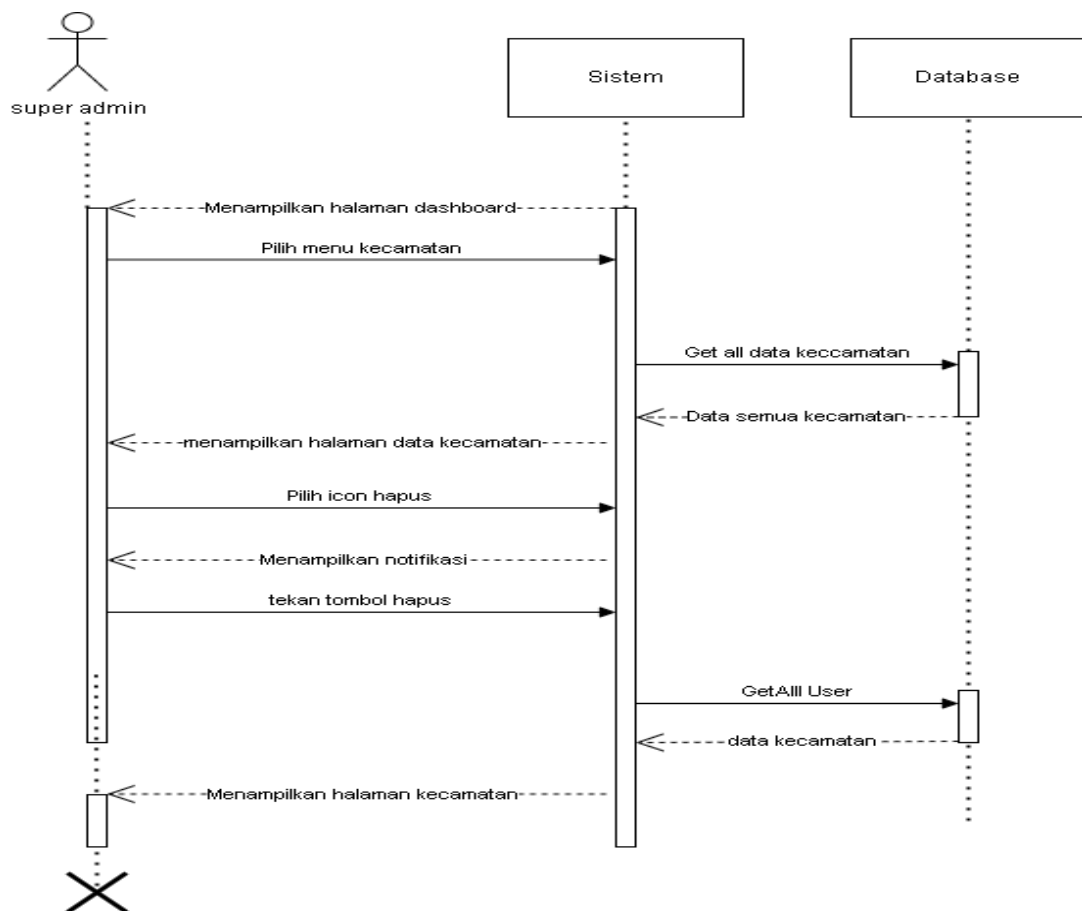 super admin
Sistem
Database
Menampilkan halaman dashboard
Pilih menu kecamatan
Get all data keccamatan
Data semua kecamatan
menampilkan halaman data kecamatan
Pilih icon hapus
Menampilkan notifikasi
tekan tombol hapus
GetAlll User
data kecamatan
Menampilkan halaman kecamatan